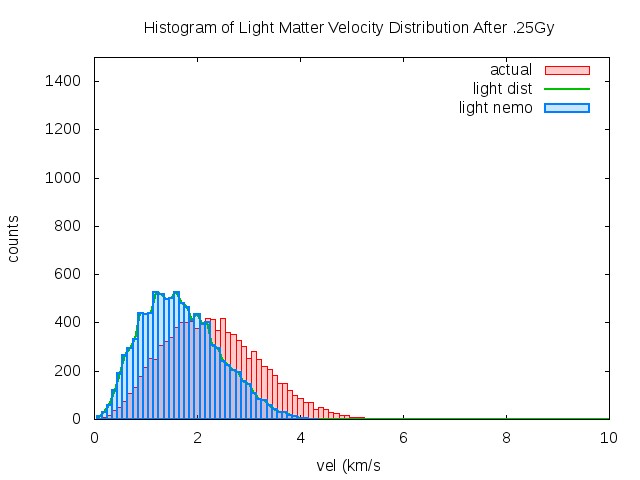 Histogram of Light Matter Velocity Distribution After .25Gy
actual
light dist
light nemo
1400
1200
1000
800
600
400
200
0
counts
0 2 4 6 8 10
vel (km/s